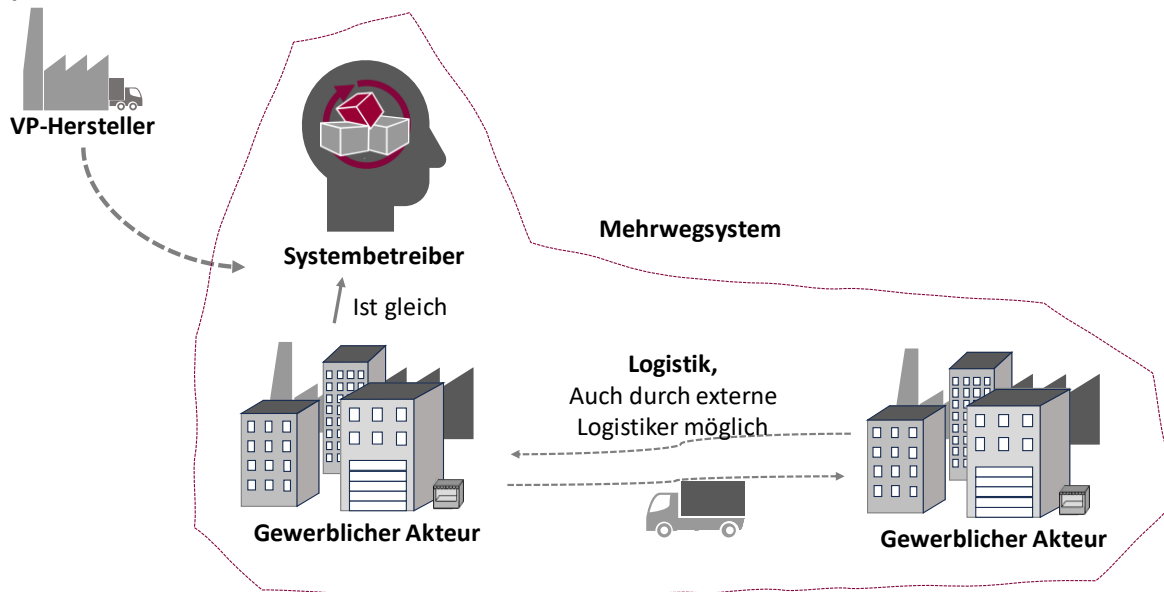 VP-Hersteller
Mehrwegsystem
Systembetreiber
Ist gleich
Logistik,
Auch durch externe
Logistiker möglich
Gewerblicher Akteur
Gewerblicher Akteur